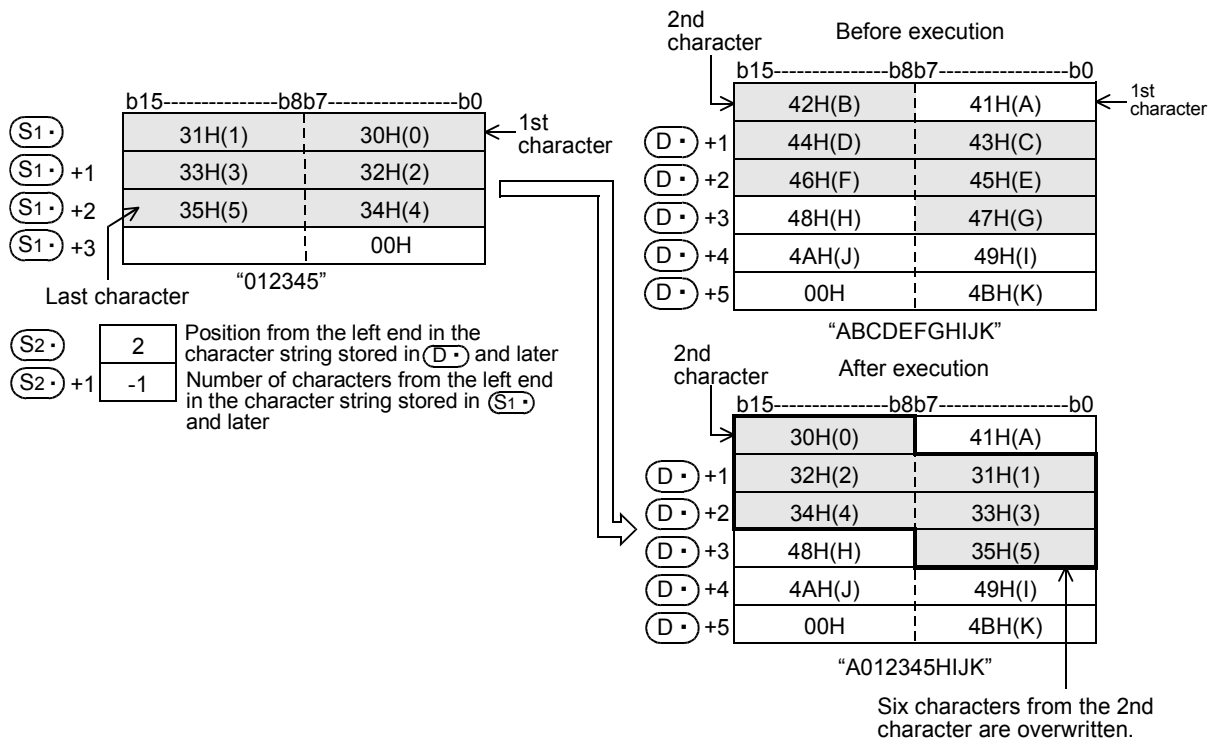 b15---------------b8b7-----------------b0
S1· 31H(1) 30H(0)
1st
character
S1· +1 33H(3) 32H(2)
S1· +2 35H(5) 34H(4)
S1· +3 00H
Last character
“012345”
S2· 2 Position from the left end in the
character string stored in D· and later
S2· +1 -1 Number of characters from the left end
in the character string stored in S1·
and later
2nd
character
Before execution
b15---------------b8b7-----------------b0
42H(B) 41H(A)
1st
character
D· +1 44H(D) 43H(C)
D· +2 46H(F) 45H(E)
D· +3 48H(H) 47H(G)
D· +4 4AH(J) 49H(I)
D· +5 00H 4BH(K)
“ABCDEFGHIJK”
2nd
character
After execution
b15---------------b8b7-----------------b0
30H(0) 41H(A)
D· +1 32H(2) 31H(1)
D· +2 34H(4) 33H(3)
D· +3 48H(H) 35H(5)
D· +4 4AH(J) 49H(I)
D· +5 00H 4BH(K)
“A012345HIJK”
Six characters from the 2nd
character are overwritten.